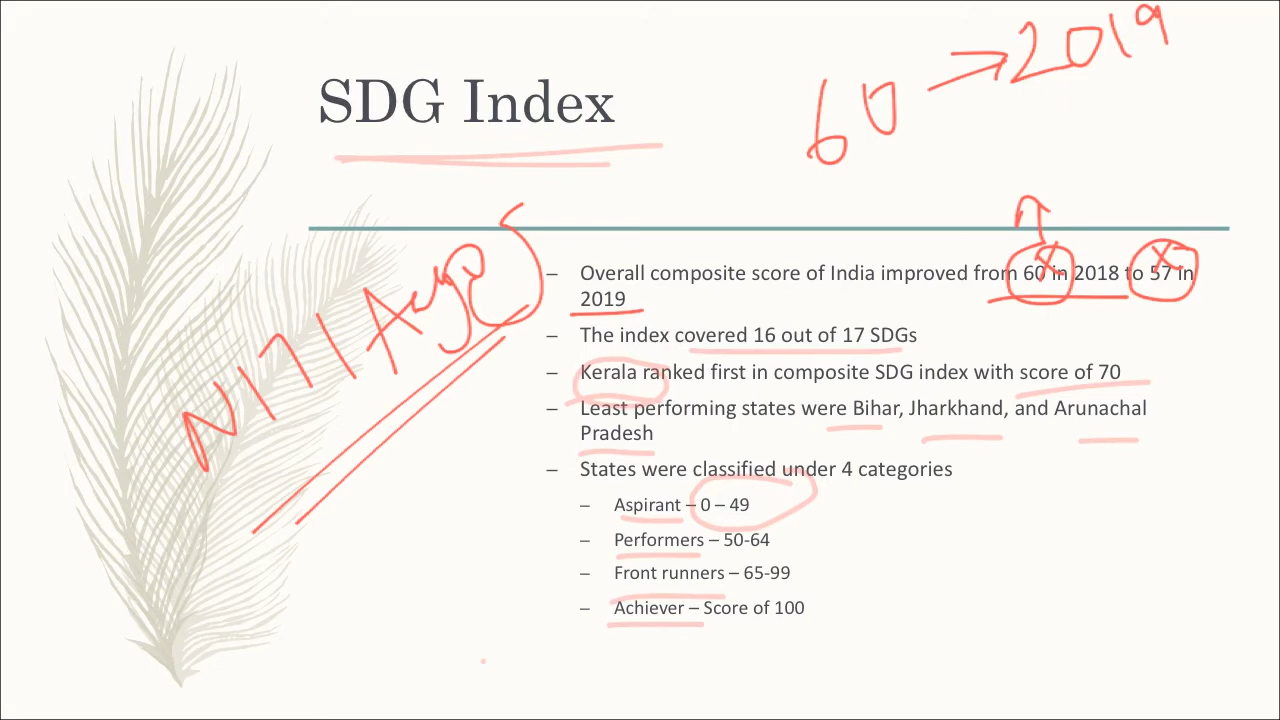 60 → 2019
SDG Index
NITI Aayog
– Overall composite score of India improved from 60 in 2018 to 57 in
2019
– The index covered 16 out of 17 SDGs
– Kerala ranked first in composite SDG index with score of 70
– Least performing states were Bihar, Jharkhand, and Arunachal
Pradesh
– States were classified under 4 categories
– Aspirant – 0 – 49
– Performers – 50-64
– Front runners – 65-99
– Achiever – Score of 100